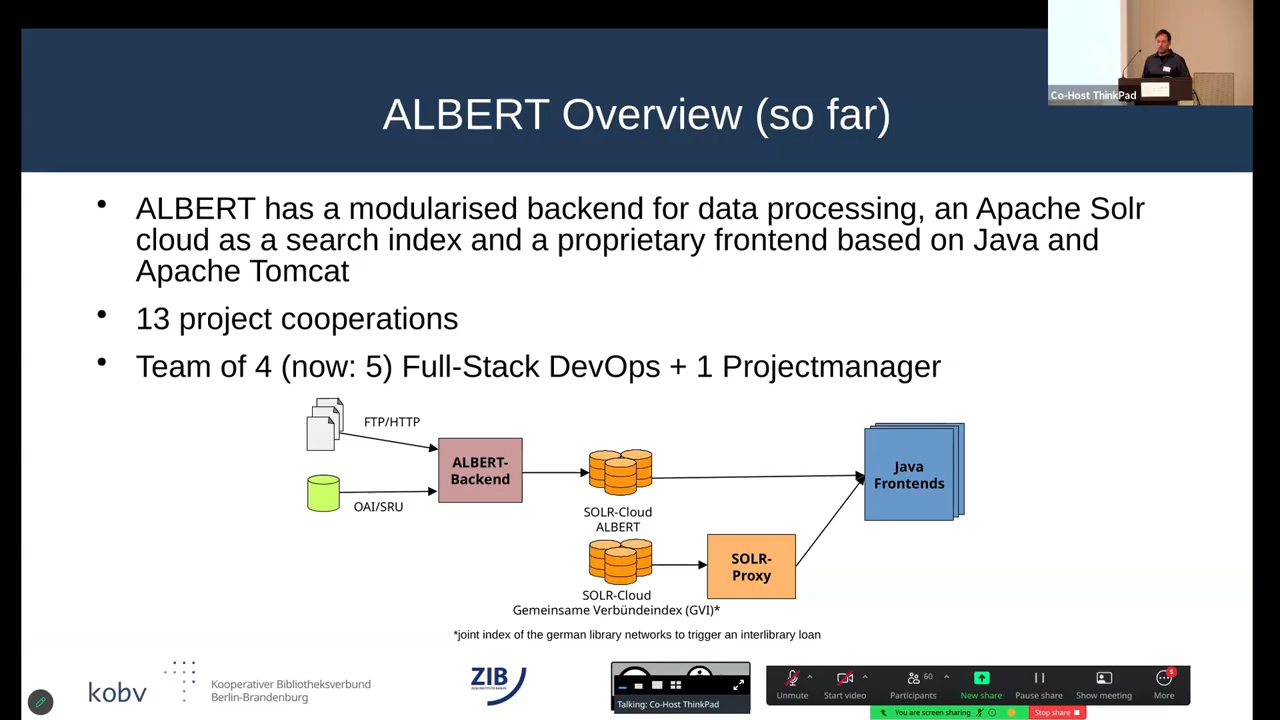 Co-Host ThinkPad
ALBERT Overview (so far)
• ALBERT has a modularised backend for data processing, an Apache Solr
cloud as a search index and a proprietary frontend based on Java and
Apache Tomcat
• 13 project cooperations
• Team of 4 (now: 5) Full-Stack DevOps + 1 Projectmanager
FTP/HTTP
OAI/SRU
ALBERT-
Backend
SOLR-Cloud
ALBERT
SOLR-Cloud
Gemeinsame Verbündeindex (GVI)*
SOLR-
Proxy
Java
Frontends
*joint index of the german library networks to trigger an interlibrary loan
kobv
Kooperativer Bibliotheksverbund
Berlin-Brandenburg
ZIB
Talking: Co-Host ThinkPad
Unmute
Start video
60
Participants
New share
Pause share
Show meeting
5
More
You are screen sharing
Stop share